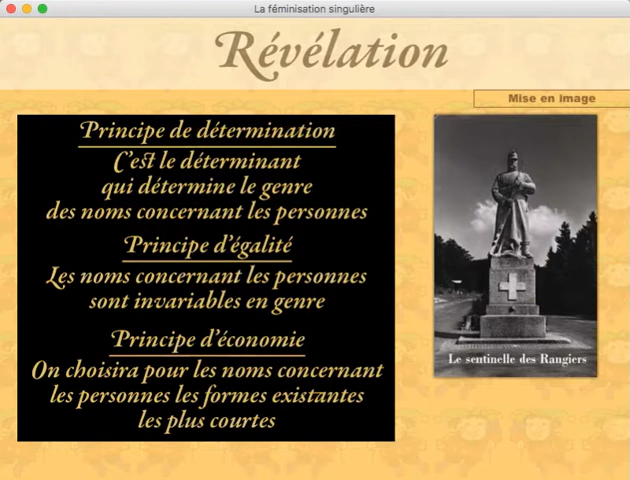 La féminisation singulière
Révélation
Mise en image
Principe de détermination
C'est le déterminant
qui détermine le genre
des noms concernant les personnes
Principe d'égalité
Les noms concernant les personnes
sont invariables en genre
Principe d'économie
On choisira pour les noms concernant
les personnes les formes existantes
les plus courtes
Le sentinelle des Rangiers